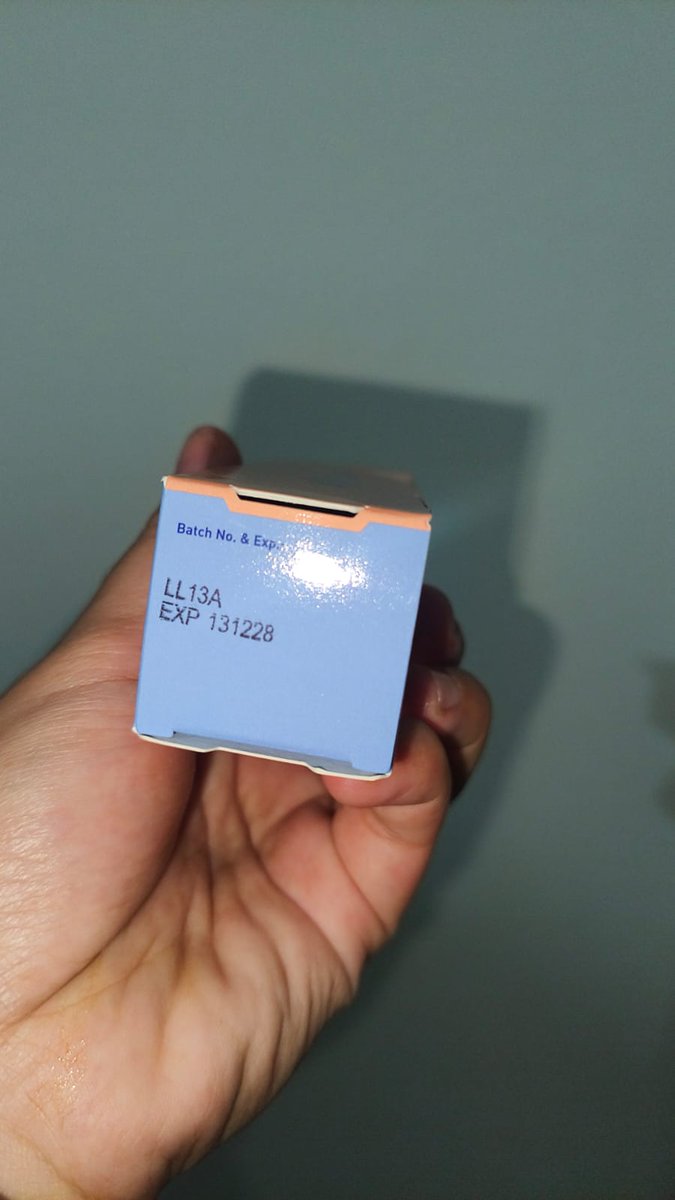 Batch No. & Exp.:
LL13A
EXP 131228